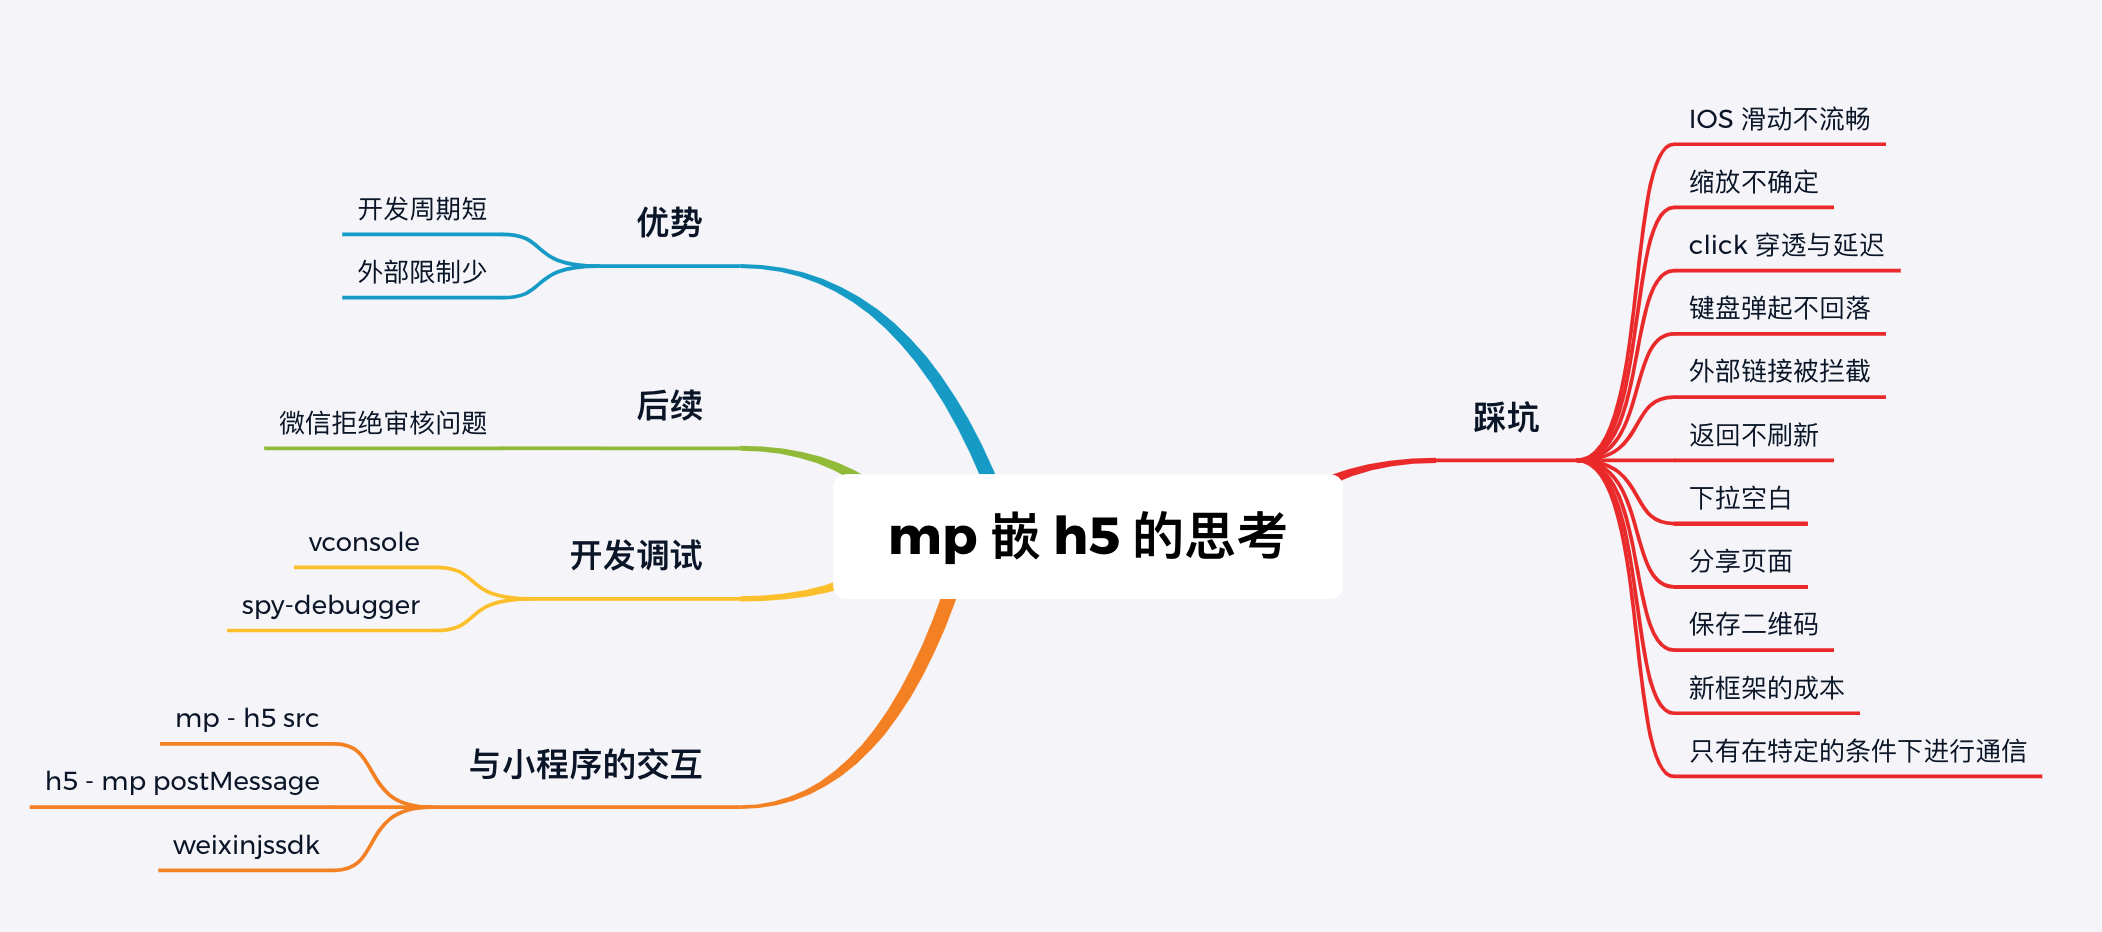 mp 嵌 h5 的思考
踩坑
IOS 滑动不流畅
缩放不确定
click 穿透与延迟
键盘弹起不回落
外部链接被拦截
返回不刷新
下拉空白
分享页面
保存二维码
新框架的成本
只有在特定的条件下进行通信
优势
开发周期短
外部限制少
后续
微信拒绝审核问题
开发调试
vconsole
spy-debugger
与小程序的交互
mp - h5 src
h5 - mp postMessage
weixinjssdk